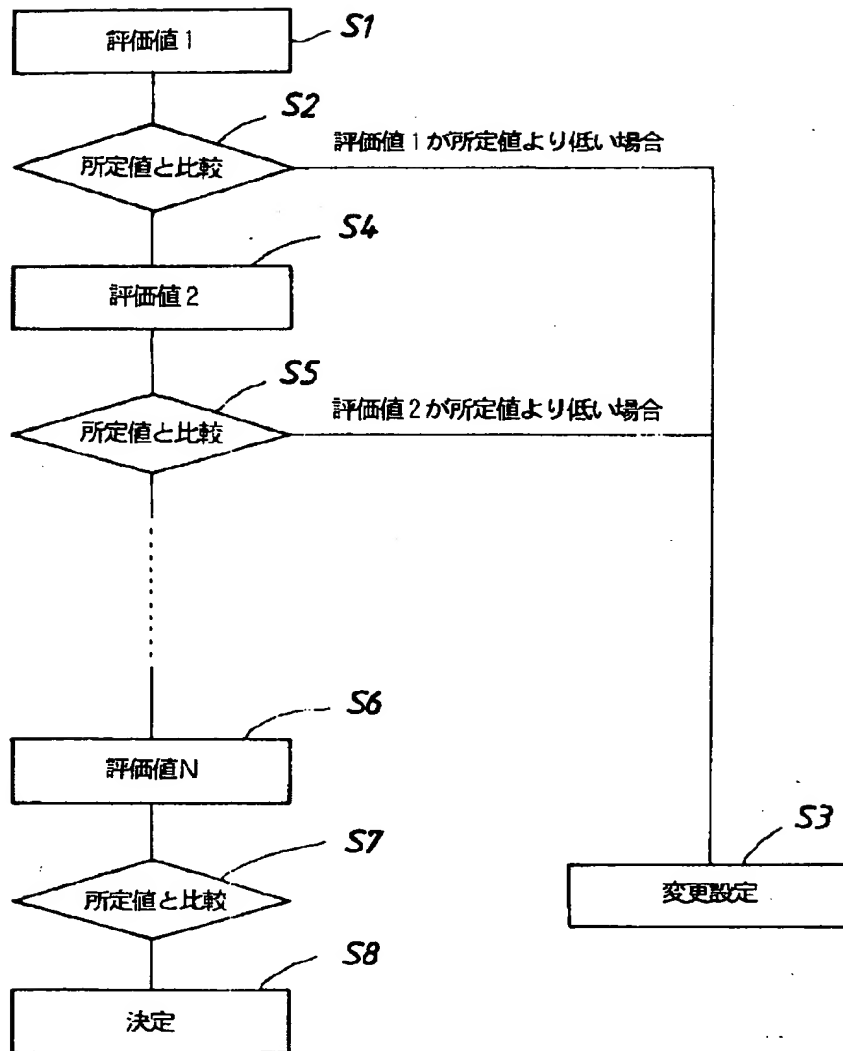 評価値1
S1
S2
所定値と比較
評価値1が所定値より低い場合
S4
評価値2
S5
所定値と比較
評価値2が所定値より低い場合
S6
評価値N
S7
所定値と比較
S3
変更設定
S8
決定